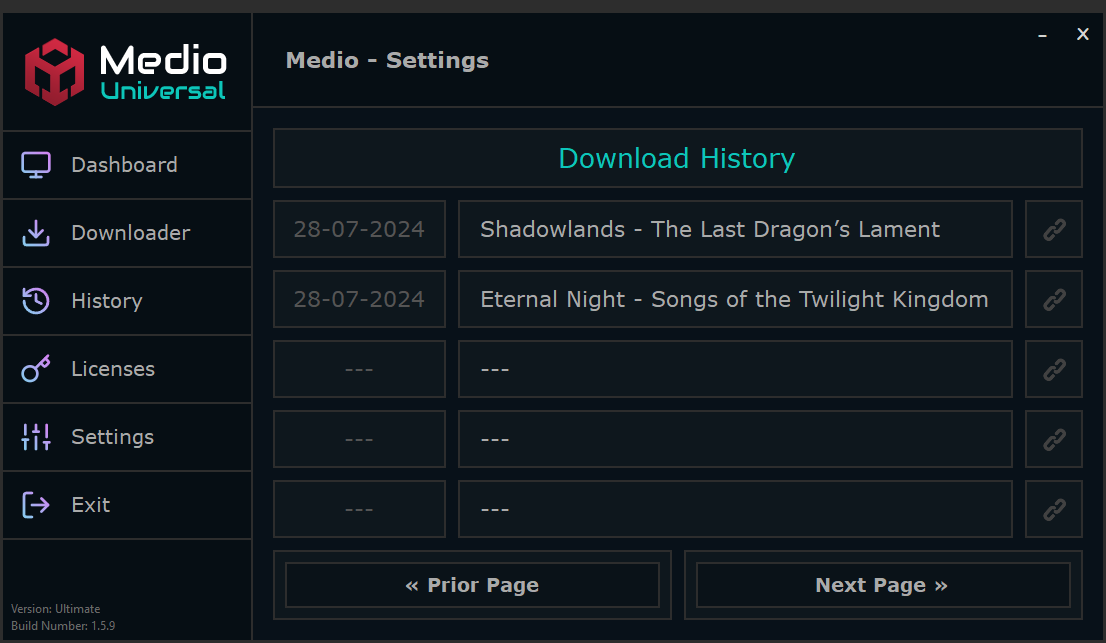 Medio
Universal
Medio - Settings
Dashboard
Downloader
History
Licenses
Settings
Exit
Version: Ultimate
Build Number: 1.5.9
Download History
28-07-2024 Shadowlands - The Last Dragon’s Lament
28-07-2024 Eternal Night - Songs of the Twilight Kingdom
--- ---
--- ---
--- ---
« Prior Page Next Page »